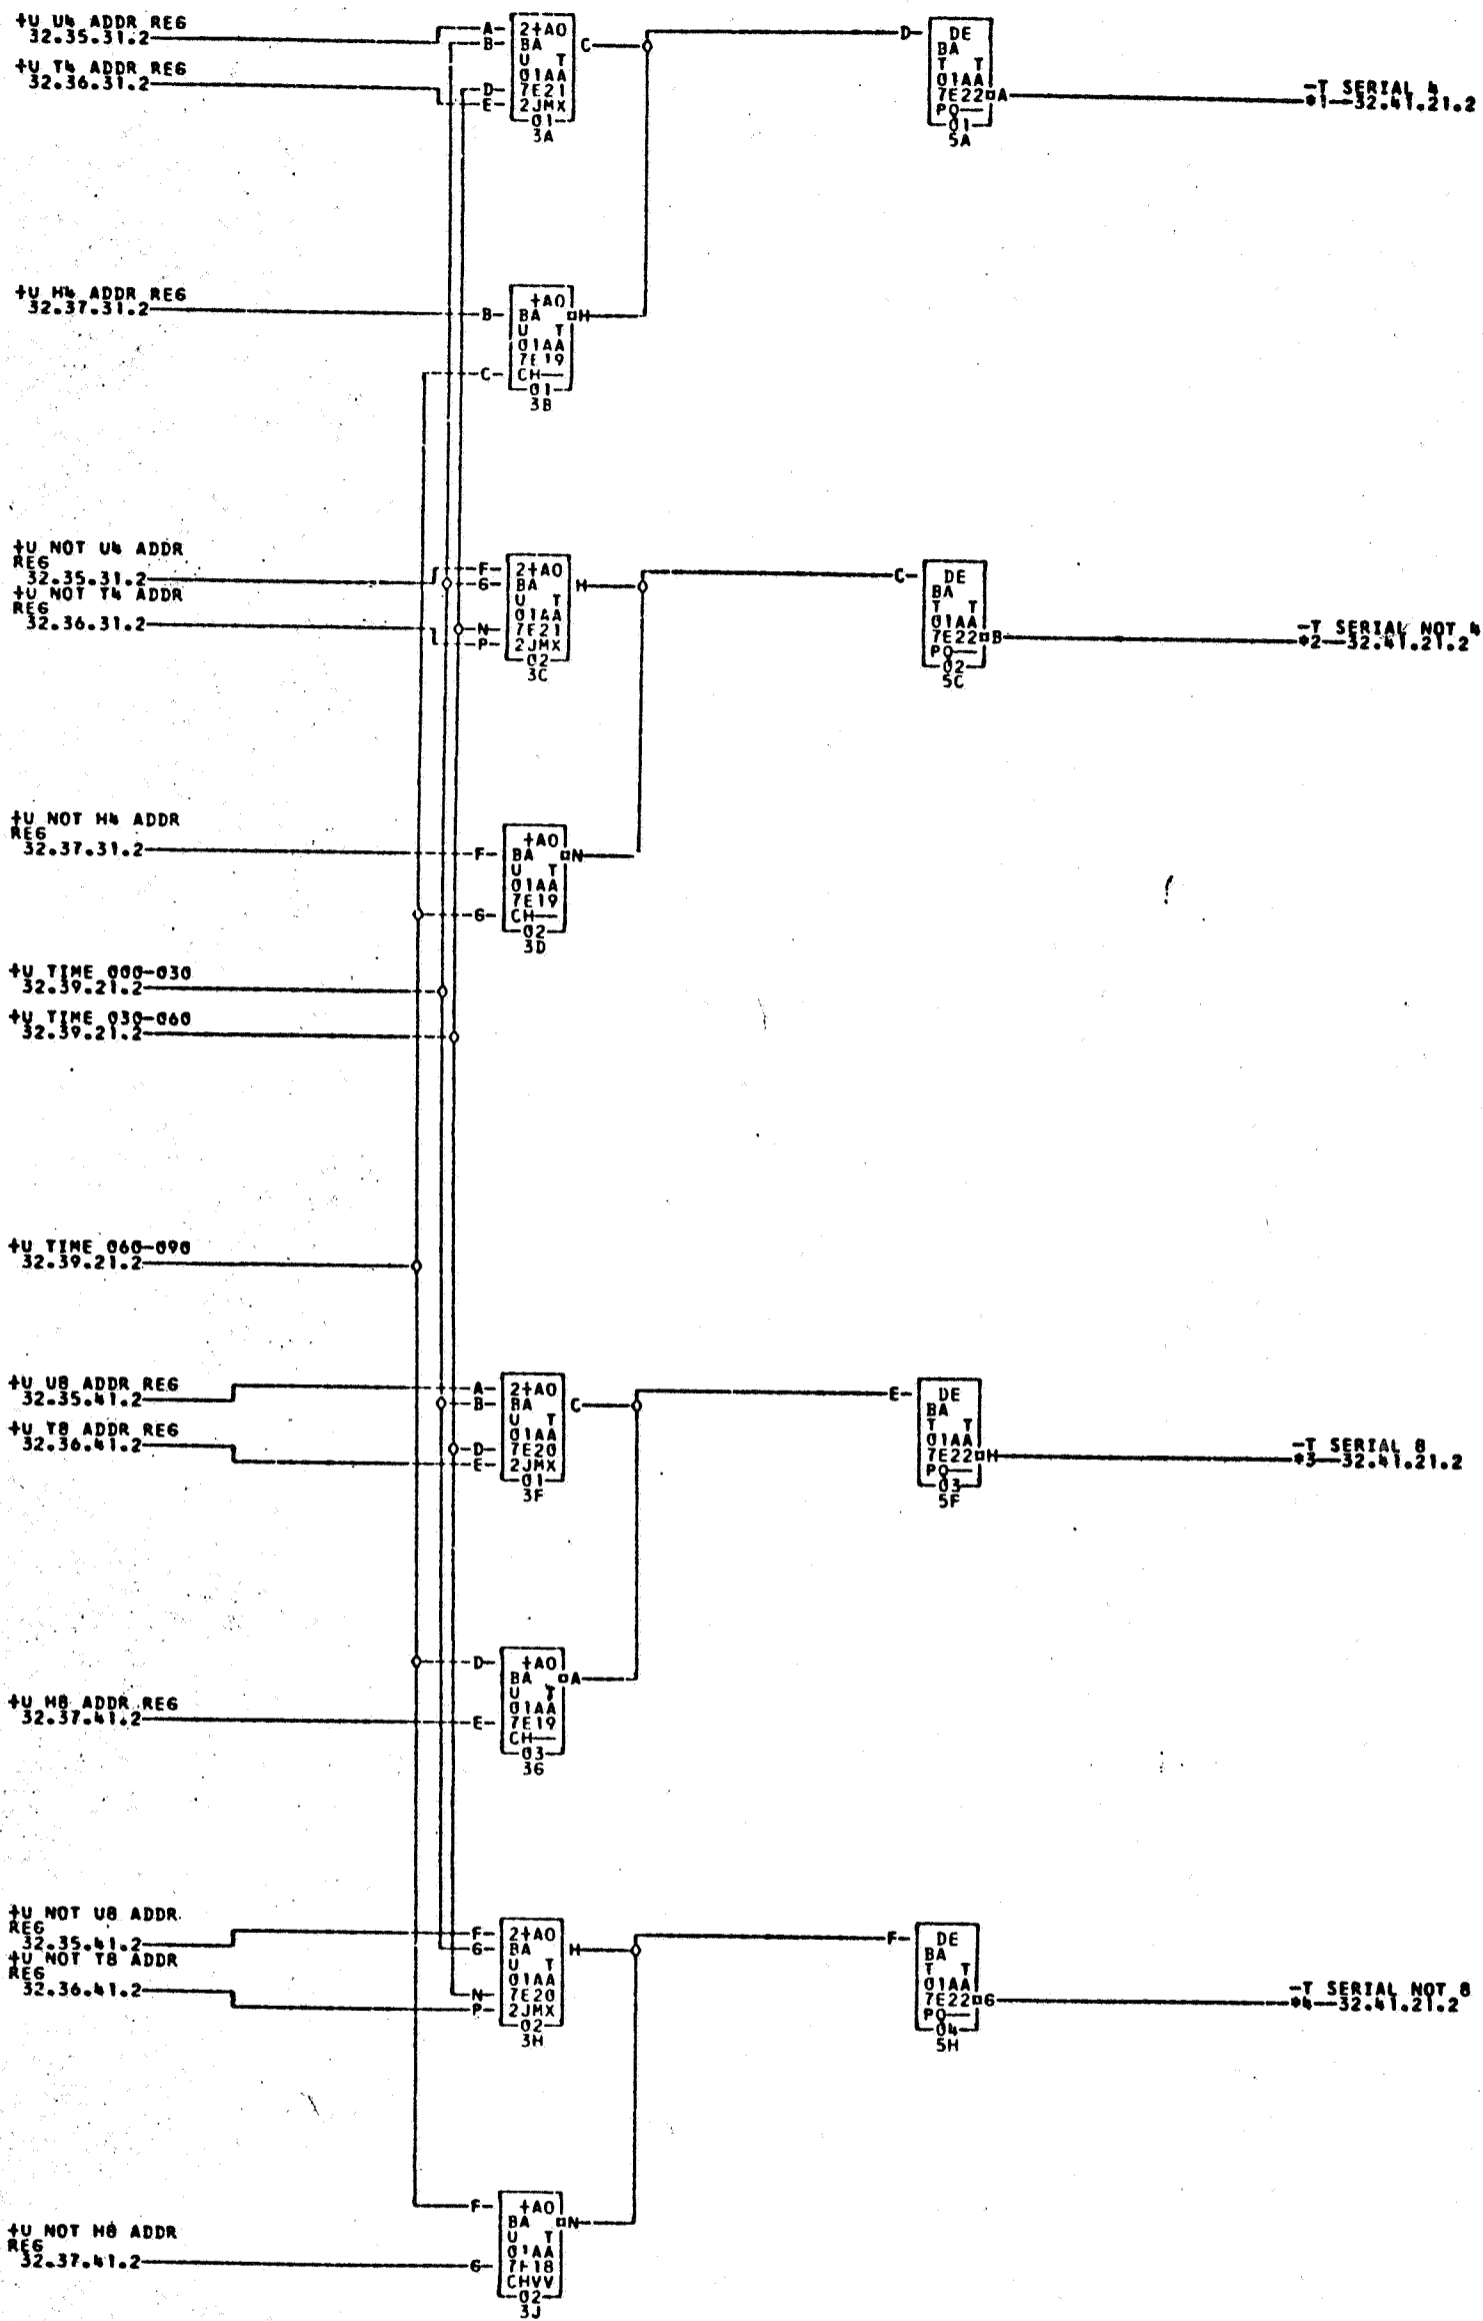 +U U4 ADDR REG
32.35.31.2
+U T4 ADDR REG
32.36.31.2
A
B
D
E
2+AO
BA
U T
01AA
7E21
2JMX
01
3A
C
D
DE
BA
T T
01AA
7E22
PQ
01
5A
A
-T SERIAL 4
*1 32.41.21.2
+U H4 ADDR REG
32.37.31.2
B
C
+AO
BA
U T
01AA
7E19
CH
01
3B
H
+U NOT U4 ADDR
REG
32.35.31.2
+U NOT T4 ADDR
REG
32.36.31.2
F
G
N
P
2+AO
BA
U T
01AA
7E21
2JMX
02
3C
H
C
DE
BA
T T
01AA
7E22
PQ
02
5C
B
-T SERIAL NOT 4
*2 32.41.21.2
+U NOT H4 ADDR
REG
32.37.31.2
F
G
+AO
BA
U T
01AA
7E19
CH
02
3D
N
+U TIME 000-030
32.39.21.2
+U TIME 030-060
32.39.21.2
+U TIME 060-090
32.39.21.2
+U U8 ADDR REG
32.35.41.2
+U T8 ADDR REG
32.36.41.2
A
B
D
E
2+AO
BA
U T
01AA
7E20
2JMX
01
3F
C
E
DE
BA
T T
01AA
7E22
PQ
03
5F
H
-T SERIAL 8
*3 32.41.21.2
+U H8 ADDR REG
32.37.41.2
D
E
+AO
BA
U T
01AA
7E19
CH
03
3G
A
+U NOT U8 ADDR
REG
32.35.41.2
+U NOT T8 ADDR
REG
32.36.41.2
F
G
N
P
2+AO
BA
U T
01AA
7E20
2JMX
02
3H
H
F
DE
BA
T T
01AA
7E22
PQ
04
5H
G
-T SERIAL NOT 8
*4 32.41.21.2
+U NOT H8 ADDR
REG
32.37.41.2
F
G
+AO
BA
U T
01AA
7F18
CHVV
02
3J
N